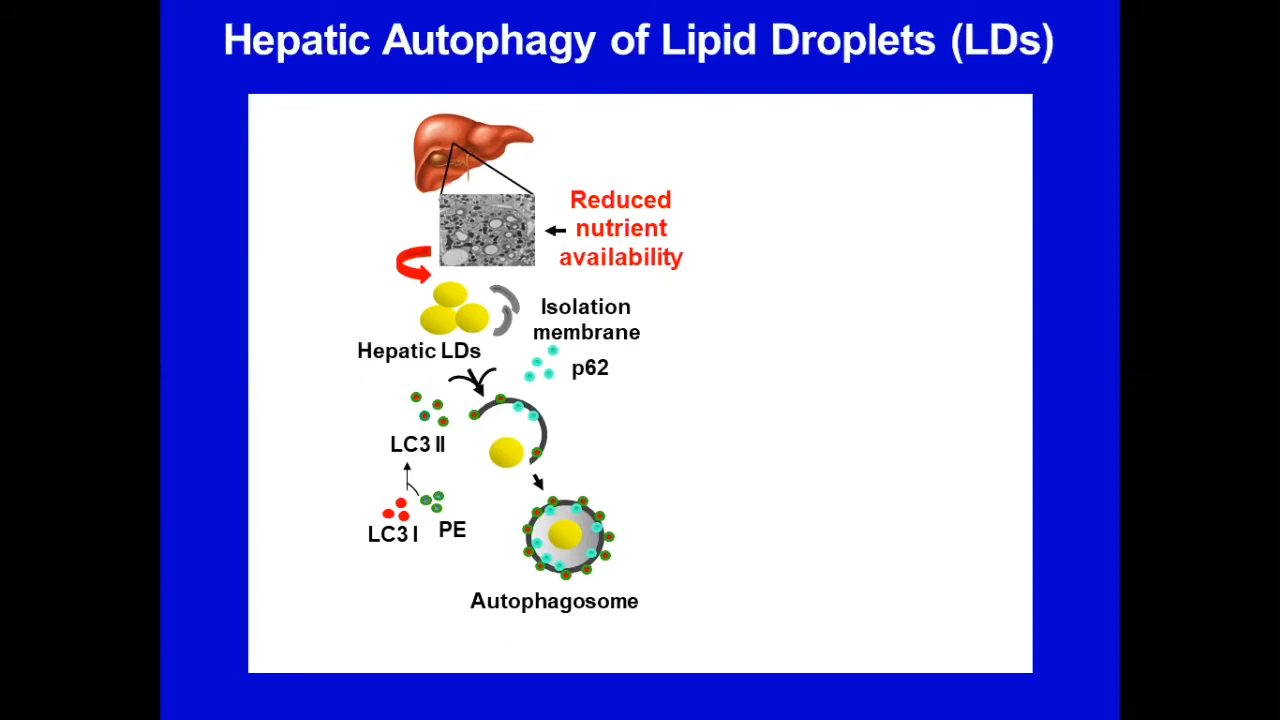 Hepatic Autophagy of Lipid Droplets (LDs)
Reduced
nutrient
availability
Isolation
membrane
Hepatic LDs
p62
LC3 II
LC3 I
PE
Autophagosome